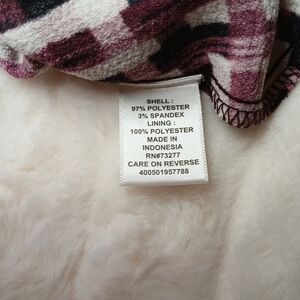 SHELL :
97% POLYESTER
3% SPANDEX
LINING :
100% POLYESTER
MADE IN
INDONESIA
RN#73277
CARE ON REVERSE
400501957788